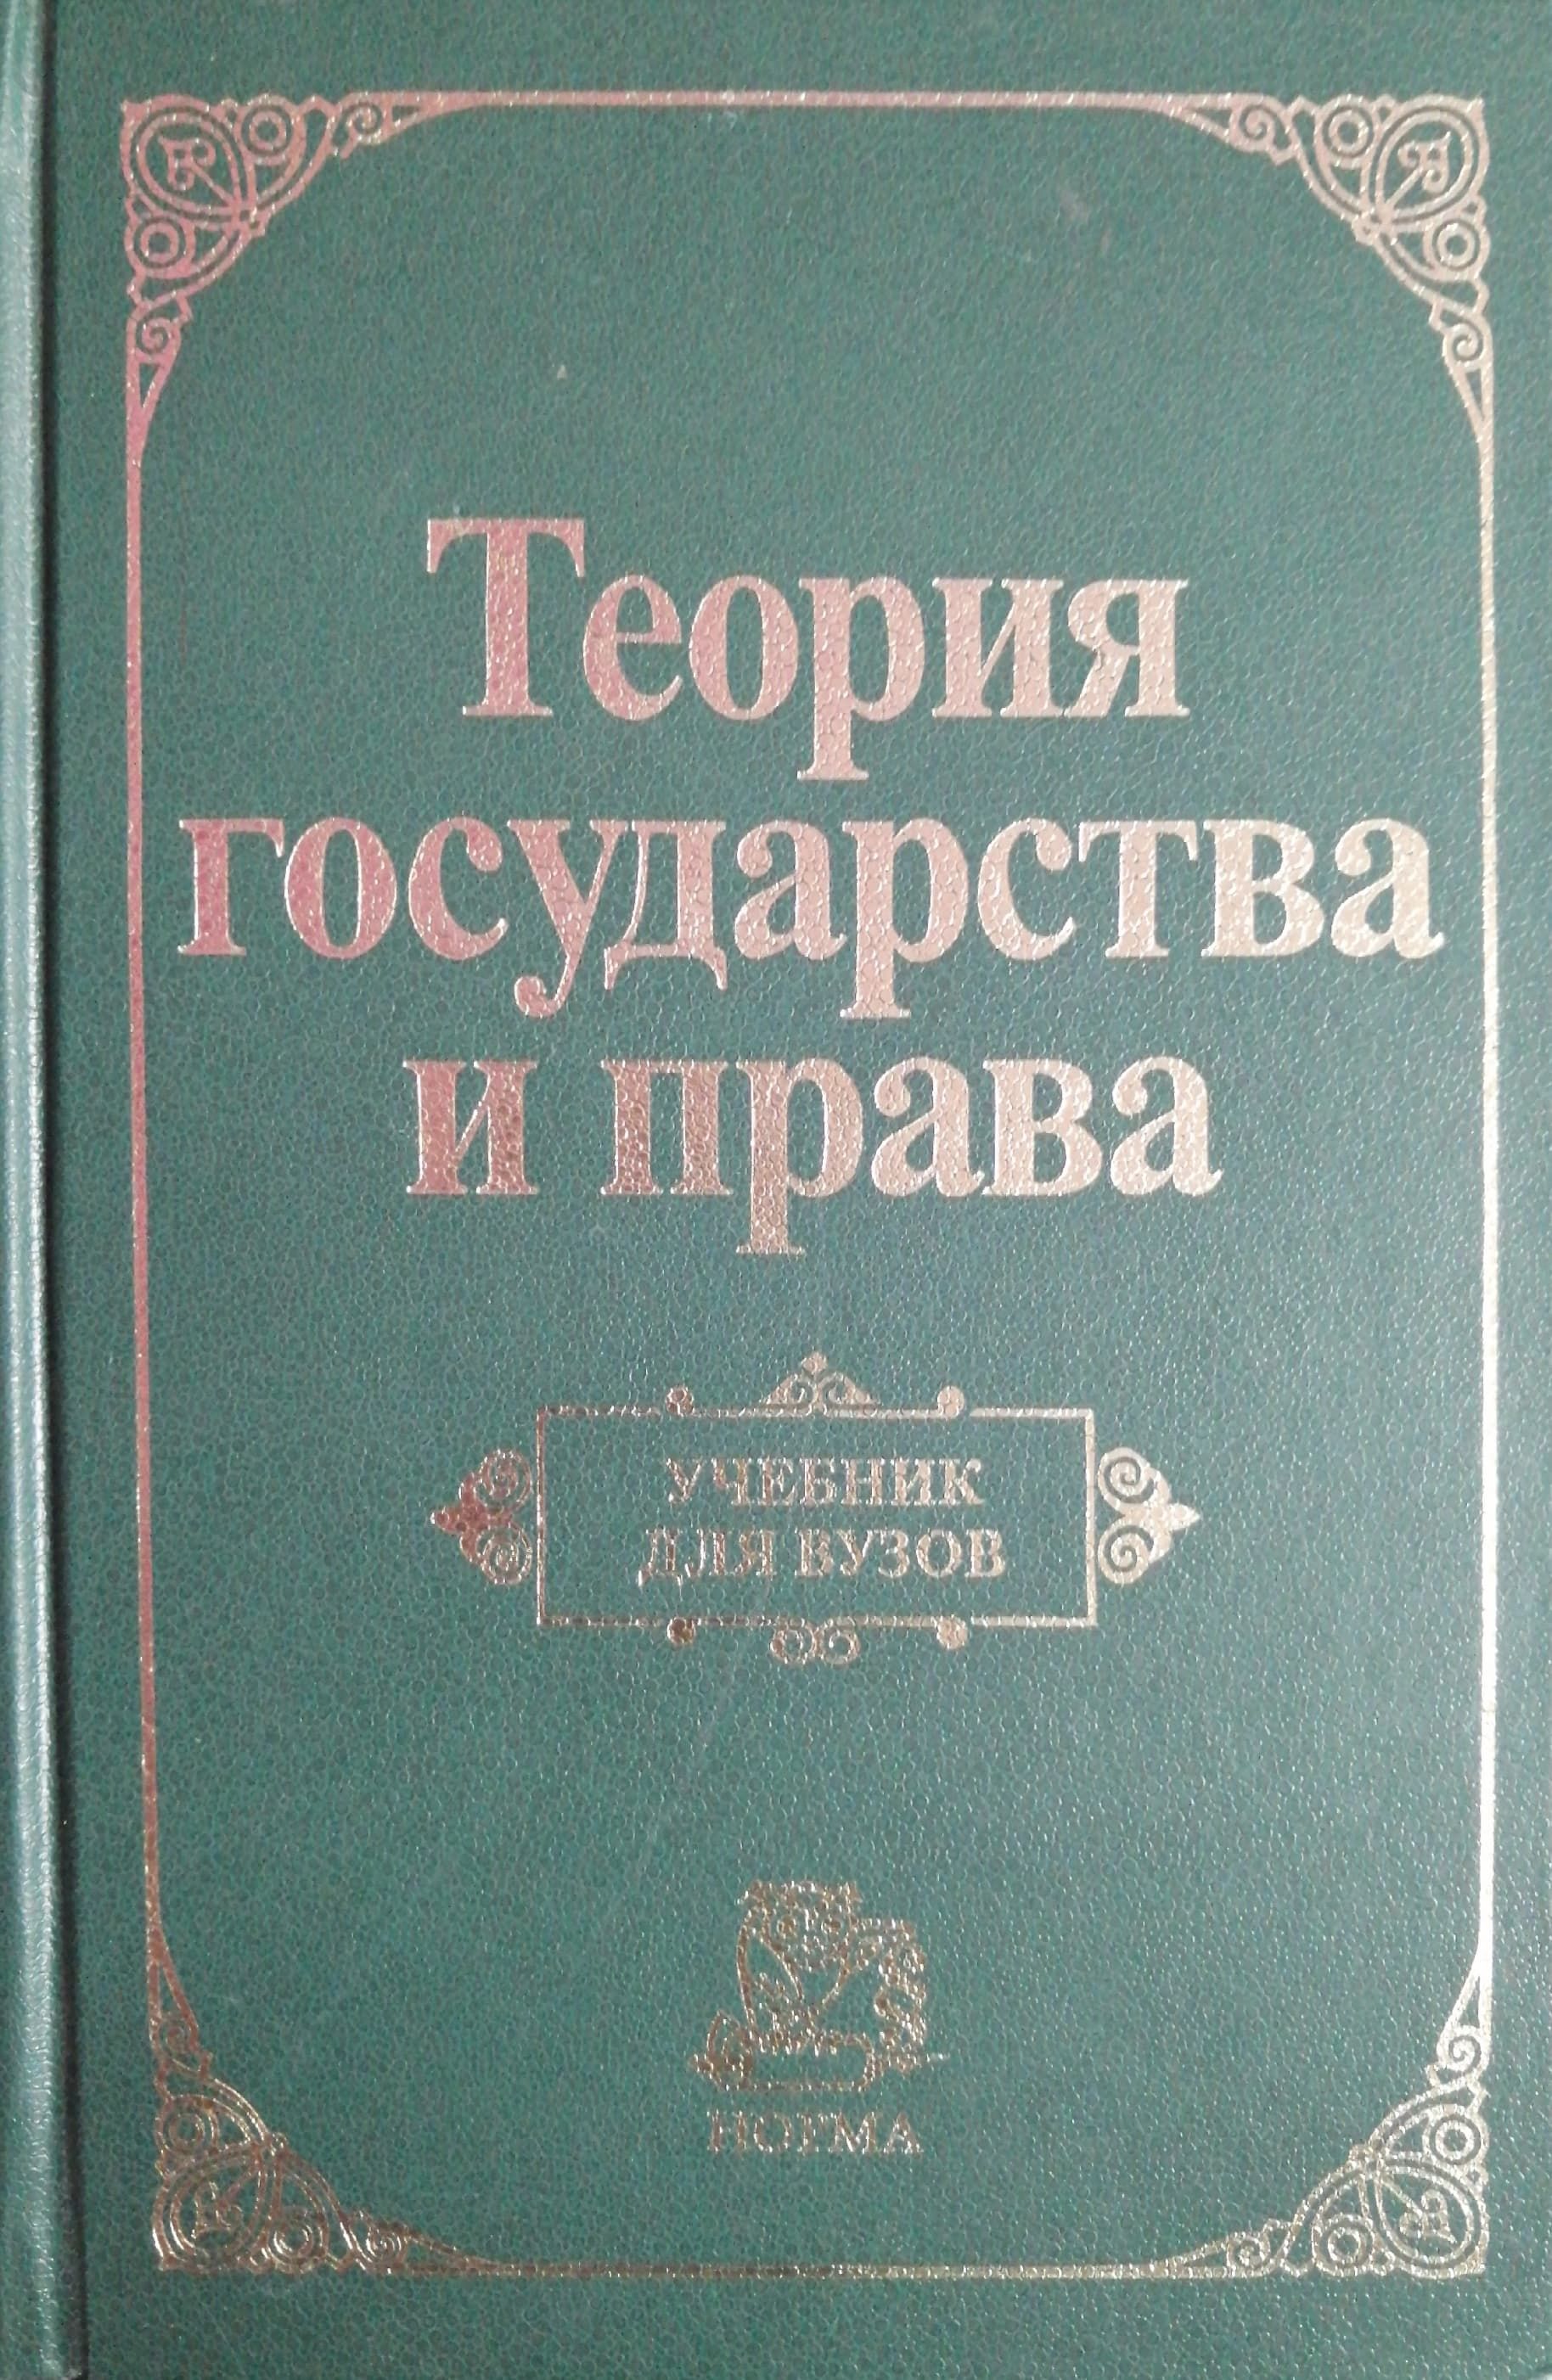 Теория
государства
и права
УЧЕБНИК
ДЛЯ ВУЗОВ
НОРМА